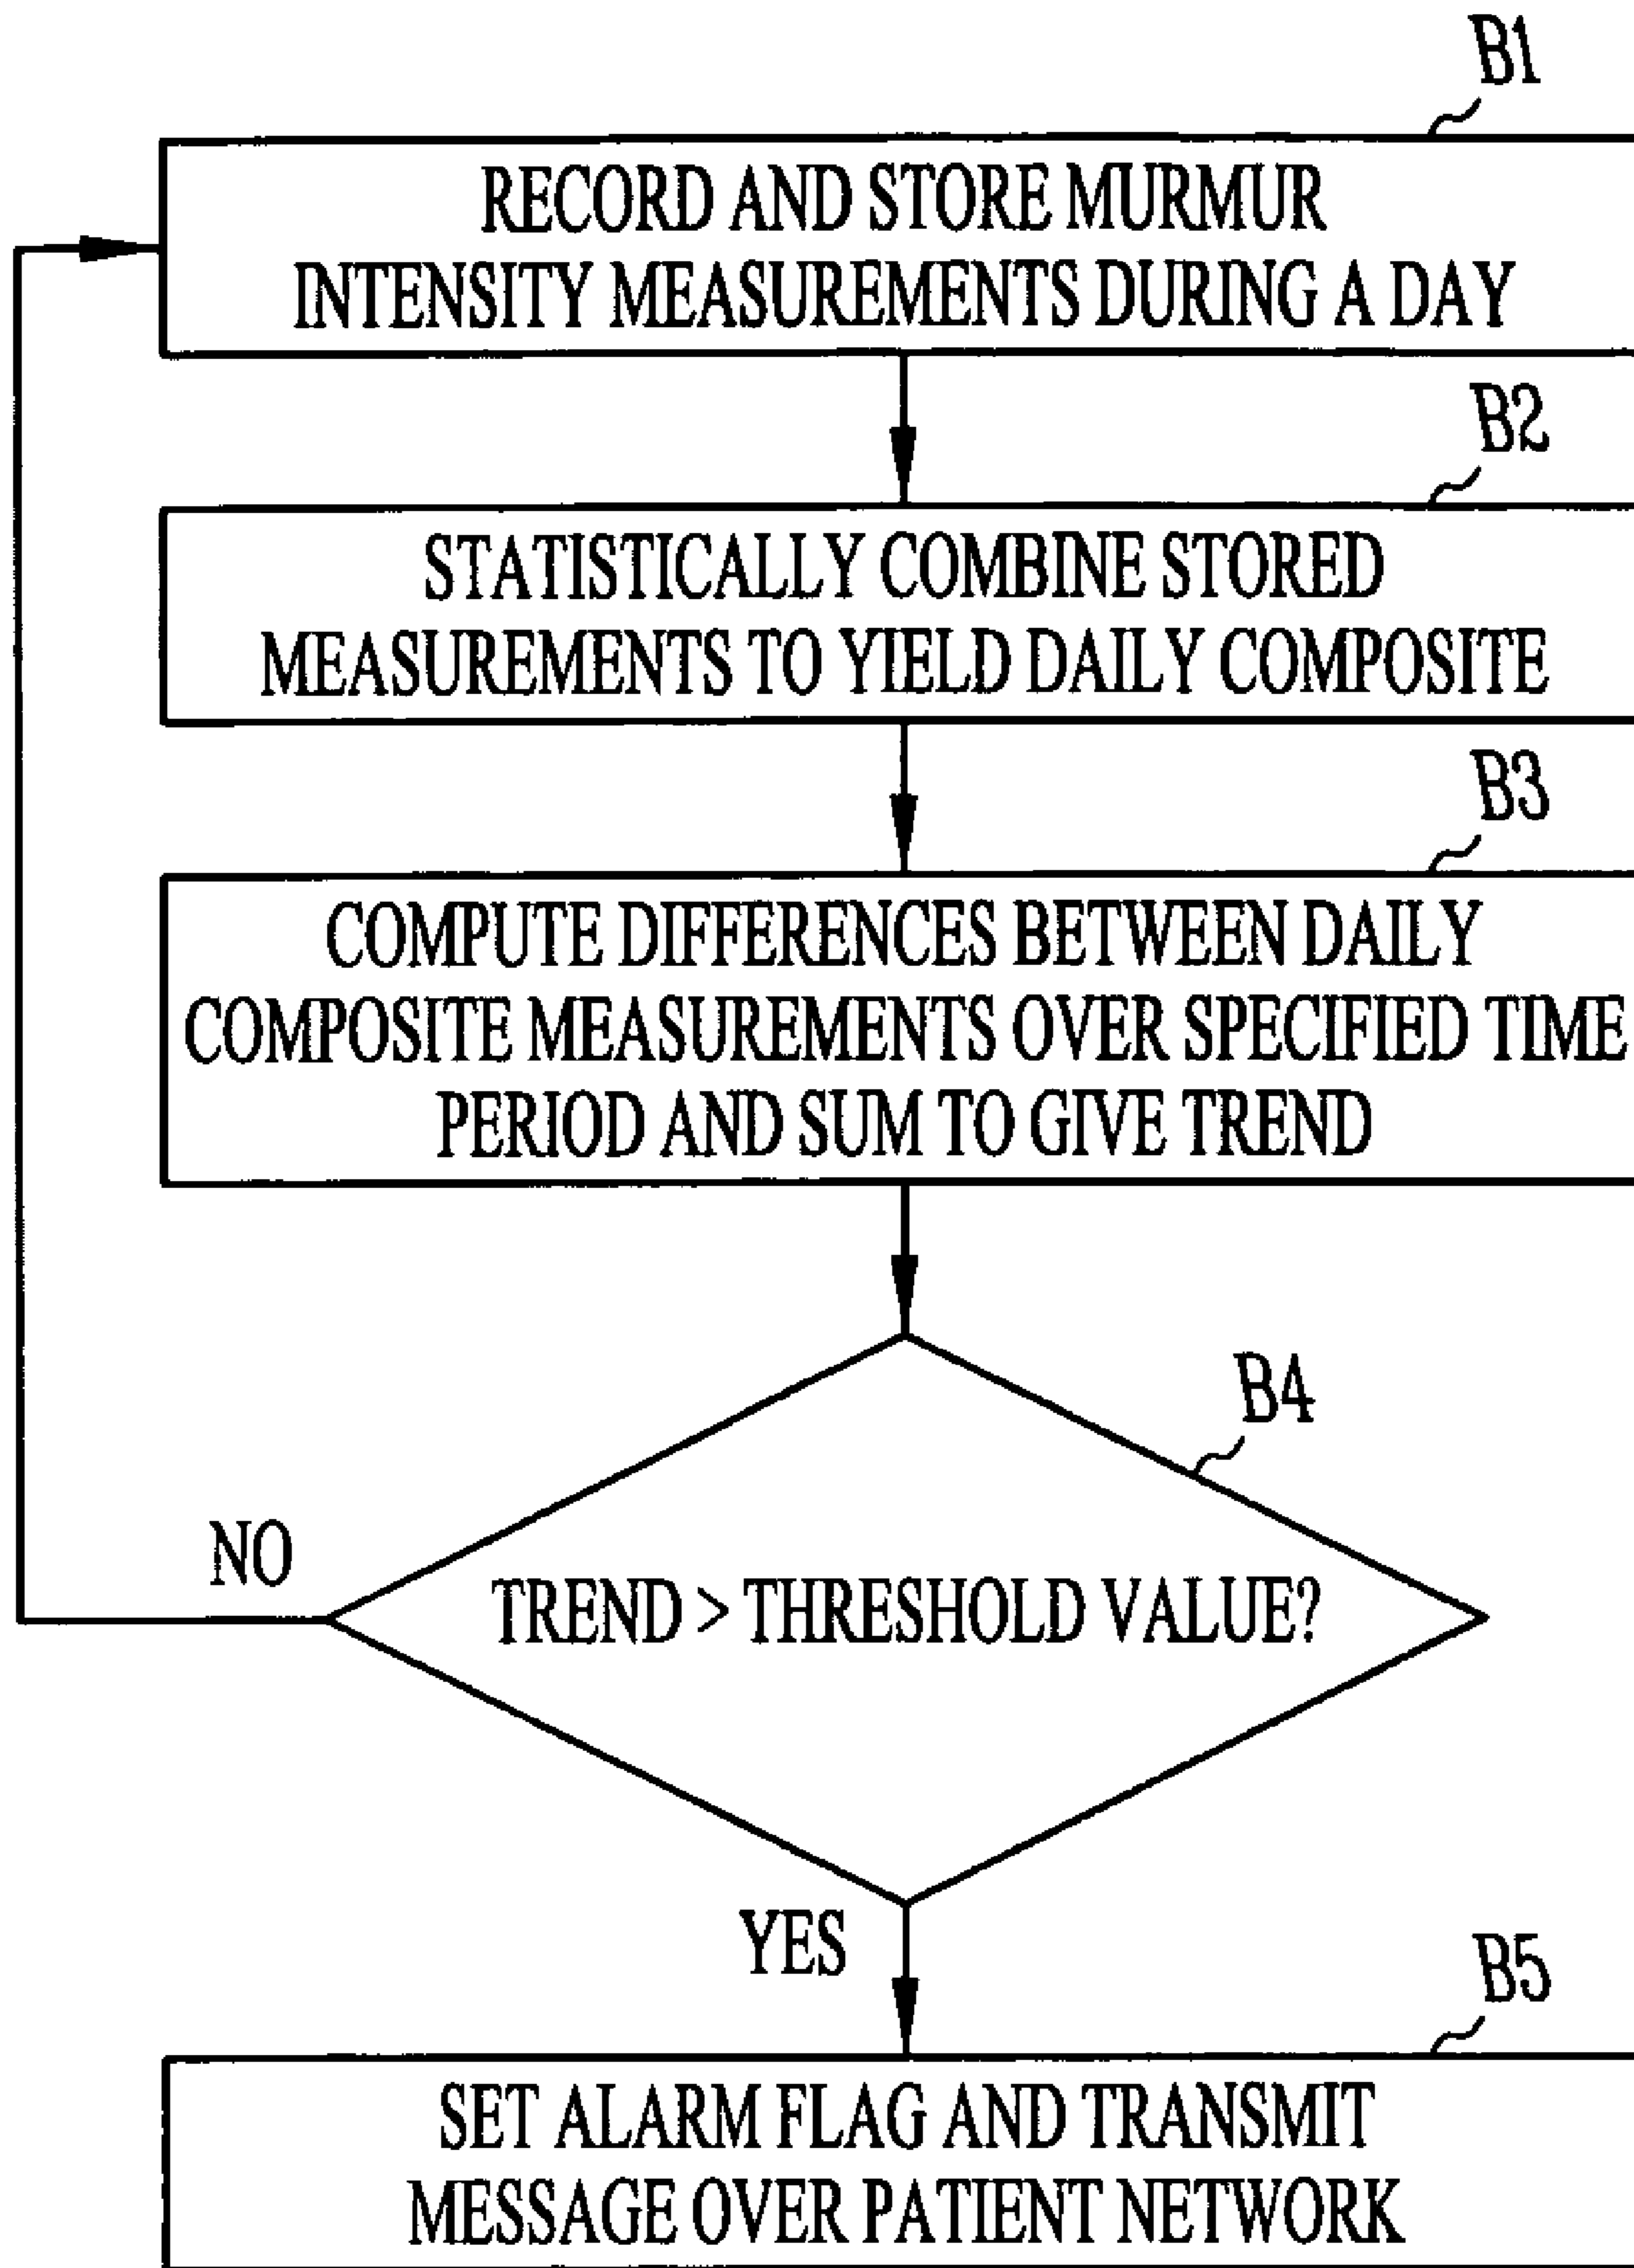 B1
RECORD AND STORE MURMUR
INTENSITY MEASUREMENTS DURING A DAY
B2
STATISTICALLY COMBINE STORED
MEASUREMENTS TO YIELD DAILY COMPOSITE
B3
COMPUTE DIFFERENCES BETWEEN DAILY
COMPOSITE MEASUREMENTS OVER SPECIFIED TIME
PERIOD AND SUM TO GIVE TREND
B4
NO
TREND > THRESHOLD VALUE?
YES
B5
SET ALARM FLAG AND TRANSMIT
MESSAGE OVER PATIENT NETWORK